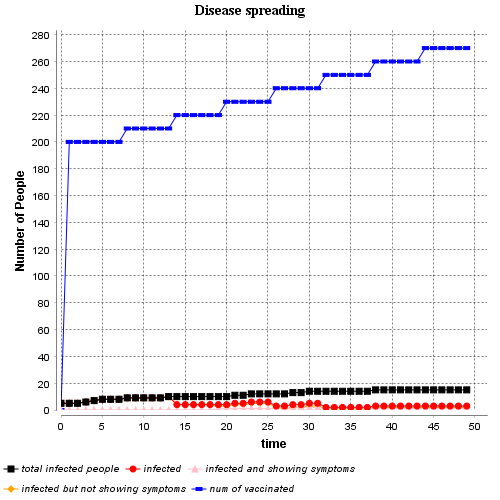 Disease spreading
Number of People
280
260
240
220
200
180
160
140
120
100
80
60
40
20
0
0 5 10 15 20 25 30 35 40 45 50
time
total infected people infected infected and showing symptoms
infected but not showing symptoms num of vaccinated